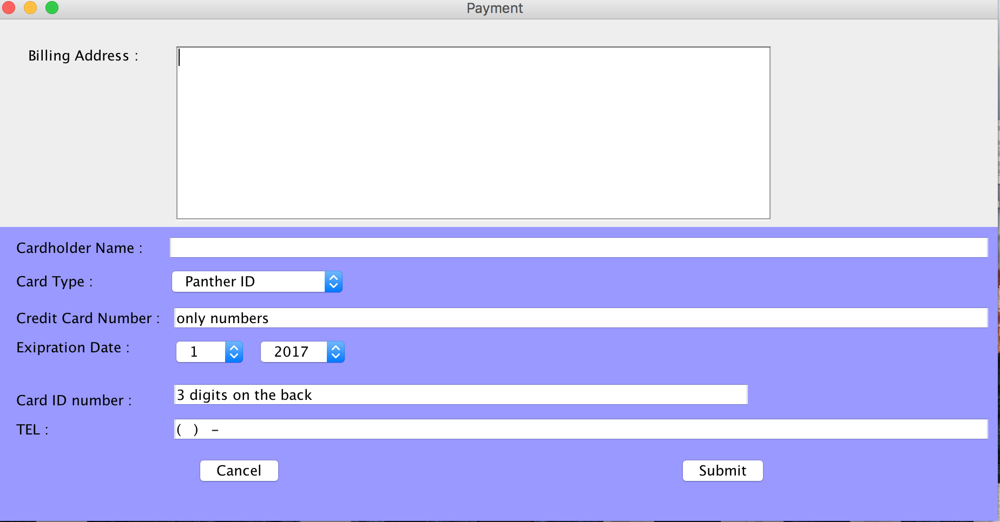 Payment
Billing Address :
Cardholder Name :
Card Type : Panther ID
Credit Card Number : only numbers
Exipration Date : 1 2017
Card ID number : 3 digits on the back
TEL : ( ) -
Cancel Submit